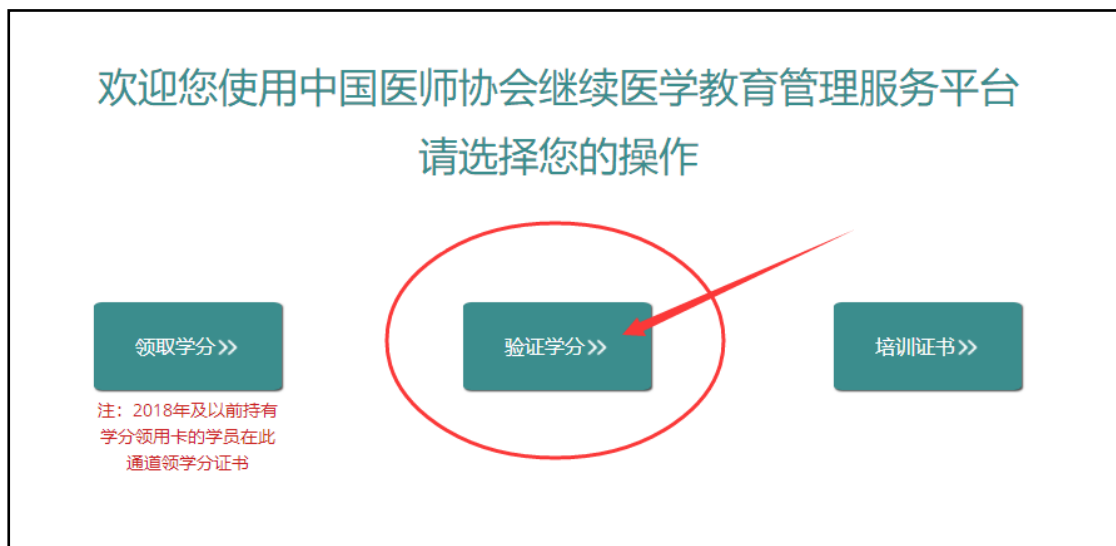 欢迎您使用中国医师协会继续医学教育管理服务平台
请选择您的操作
领取学分>>
验证学分>>
培训证书>>
注：2018年及以前持有
学分领用卡的学员在此
通道领学分证书